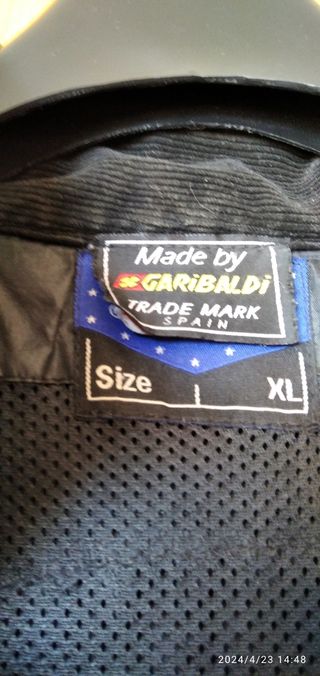 Made by
GARiBALDi
TRADE MARK
SPAIN
Size XL
2024/4/23 14:48